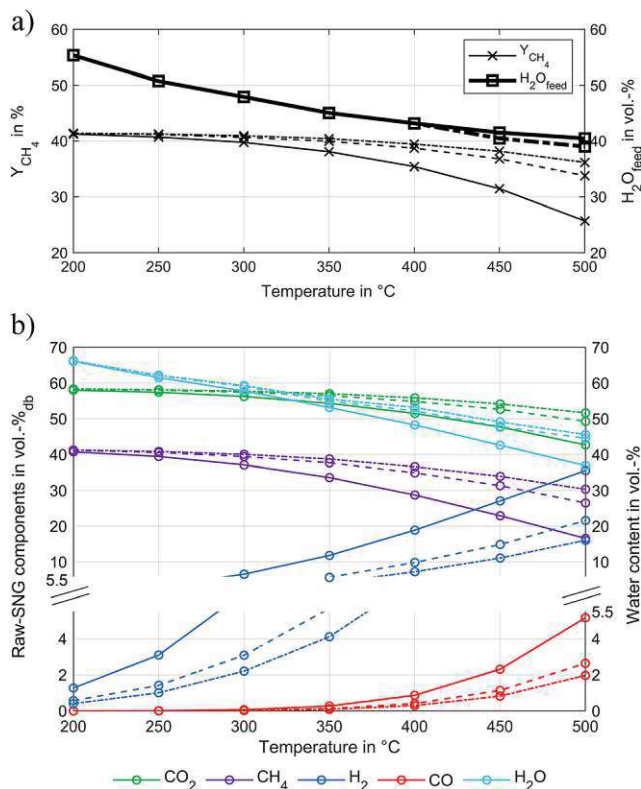 a)
Y_CH4
H2O_feed
60
50
40
30
20
Y_CH4 in %
60
50
40
30
20
H2O_feed in vol.-%
200 250 300 350 400 450 500
Temperature in °C
b)
70
60
50
40
30
20
10
5.5
4
2
0
Raw-SNG components in vol.-%_db
70
60
50
40
30
20
10
5.5
4
2
0
Water content in vol.-%
200 250 300 350 400 450 500
Temperature in °C
CO2 CH4 H2 CO H2O